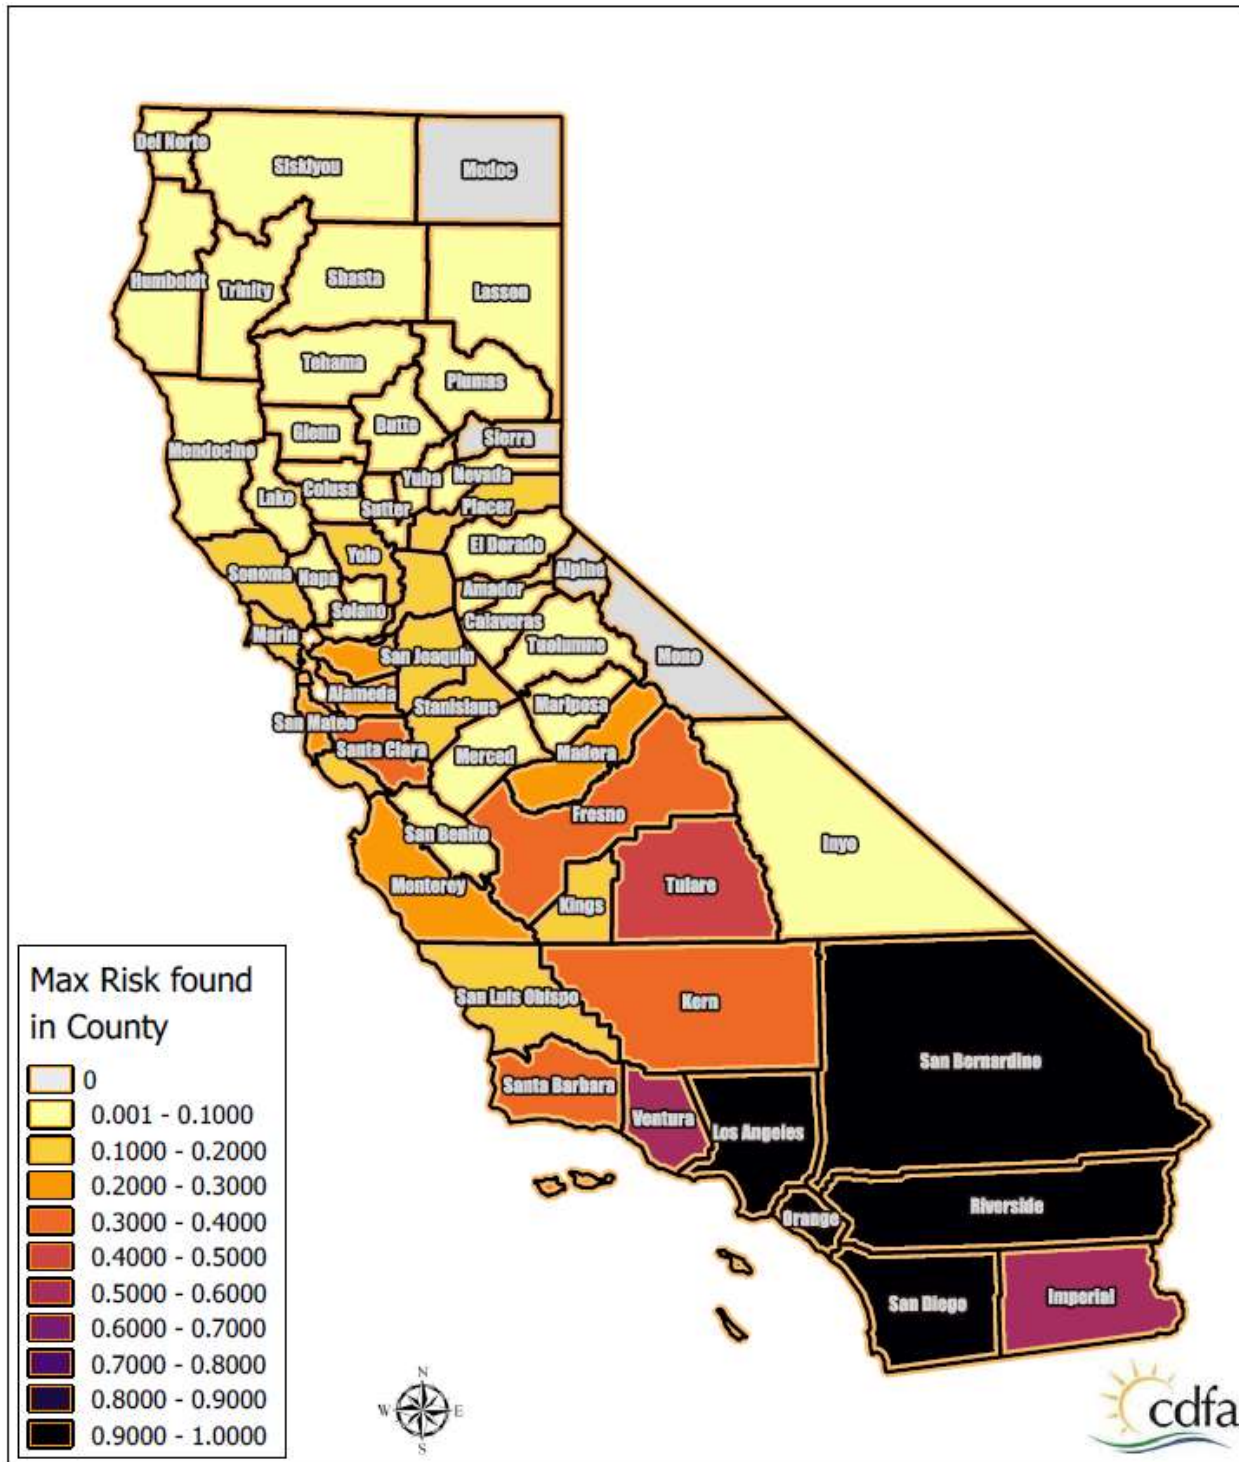 Del Norte
Siskiyou
Modoc
Humboldt
Trinity
Shasta
Lassen
Tehama
Plumas
Mendocino
Glenn
Butte
Sierra
Lake
Colusa
Sutter
Yuba
Nevada
Placer
Sonoma
Napa
Yolo
El Dorado
Alpine
Marin
Solano
Amador
Calaveras
Tuolumne
Mono
San Joaquin
Alameda
Stanislaus
Mariposa
San Mateo
Santa Clara
Merced
Madera
San Benito
Fresno
Inyo
Monterey
Kings
Tulare
San Luis Obispo
Kern
San Bernardino
Santa Barbara
Ventura
Los Angeles
Orange
Riverside
San Diego
Imperial
Max Risk found
in County
0
0.001 - 0.1000
0.1000 - 0.2000
0.2000 - 0.3000
0.3000 - 0.4000
0.4000 - 0.5000
0.5000 - 0.6000
0.6000 - 0.7000
0.7000 - 0.8000
0.8000 - 0.9000
0.9000 - 1.0000
N
W E
S
cdfa